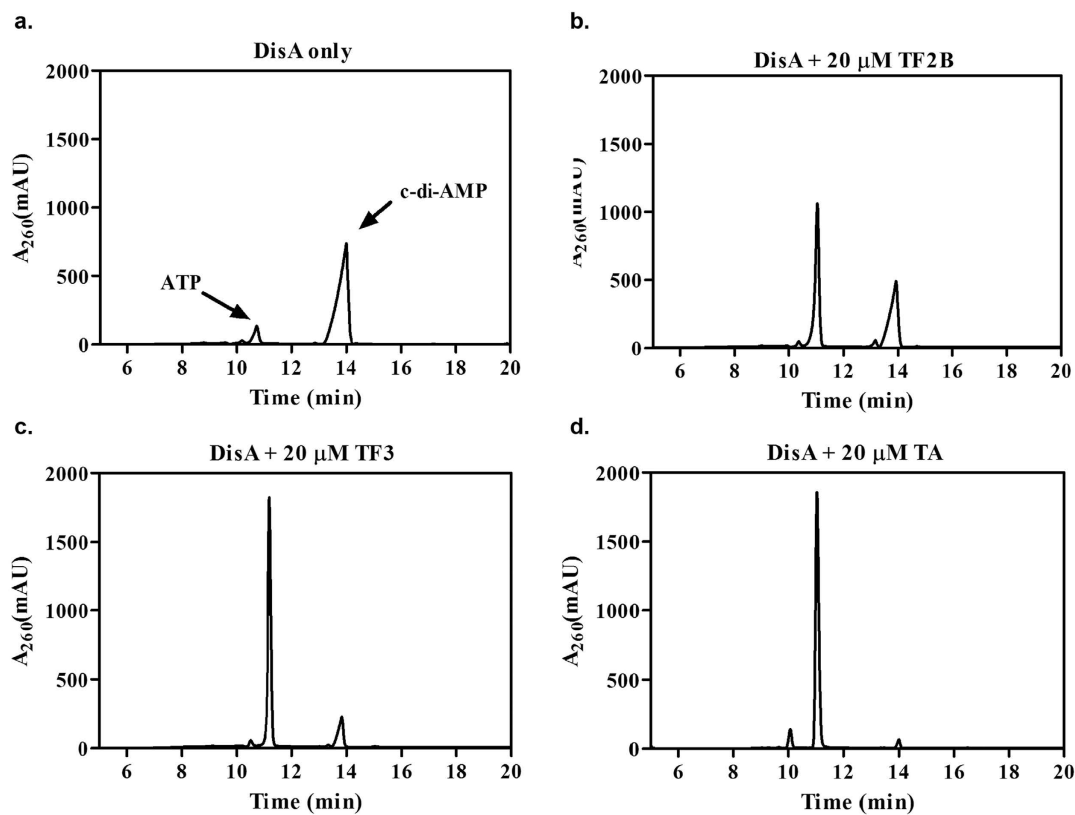 a.
DisA only
2000
1500
1000
500
0
A260(mAU)
ATP
c-di-AMP
6 8 10 12 14 16 18 20
Time (min)
b.
DisA + 20 μM TF2B
2000
1500
1000
500
0
A260(mAU)
6 8 10 12 14 16 18 20
Time (min)
c.
DisA + 20 μM TF3
2000
1500
1000
500
0
A260(mAU)
6 8 10 12 14 16 18 20
Time (min)
d.
DisA + 20 μM TA
2000
1500
1000
500
0
A260(mAU)
6 8 10 12 14 16 18 20
Time (min)